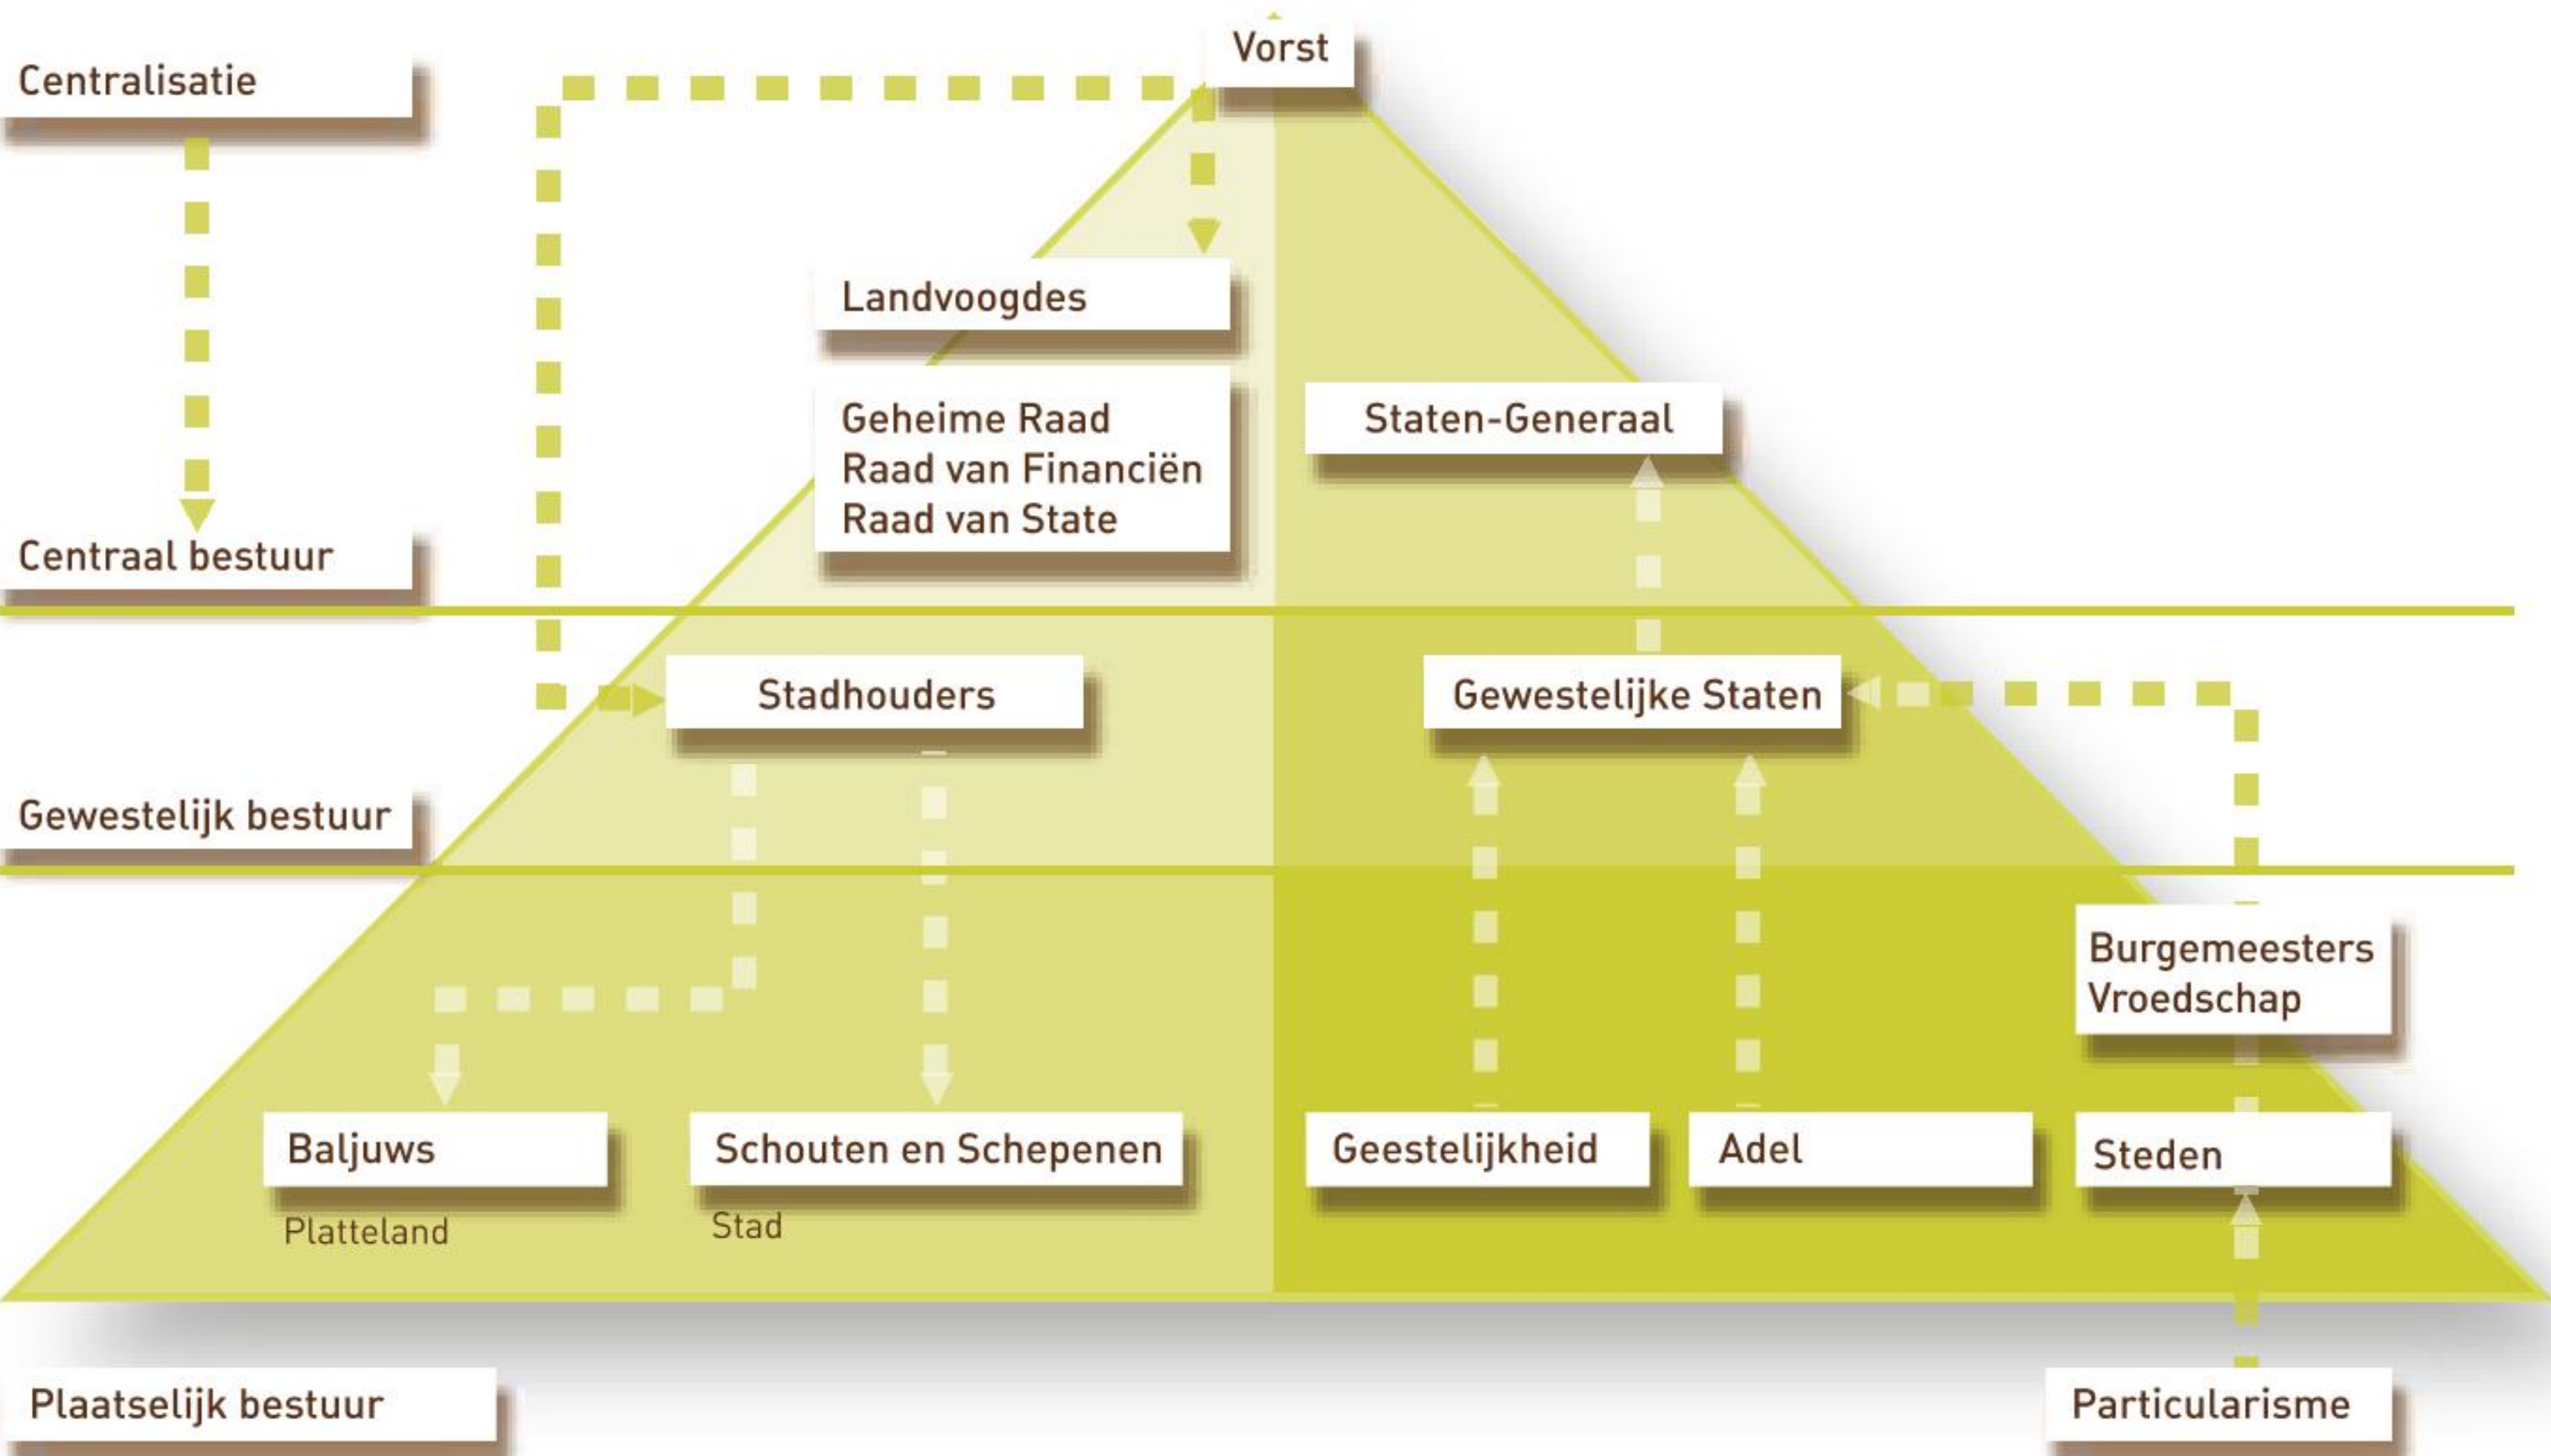 Vorst
Centralisatie
Landvoogdes
Geheime Raad
Raad van Financiën
Raad van State
Staten-Generaal
Centraal bestuur
Stadhouders
Gewestelijke Staten
Gewestelijk bestuur
Burgemeesters
Vroedschap
Baljuws
Schouten en Schepenen
Geestelijkheid
Adel
Steden
Platteland
Stad
Plaatselijk bestuur
Particularisme